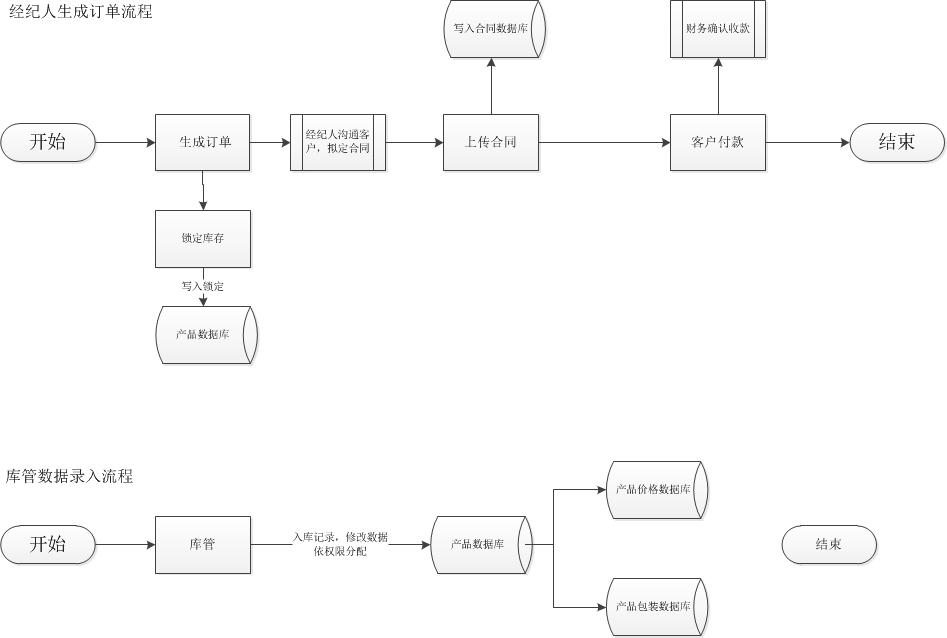 经纪人生成订单流程
写入合同数据库
财务确认收款
开始
生成订单
经纪人沟通客
户，拟定合同
上传合同
客户付款
结束
锁定库存
写入锁定
产品数据库
库管数据录入流程
产品价格数据库
开始
库管
入库记录，修改数据
依权限分配
产品数据库
结束
产品包装数据库